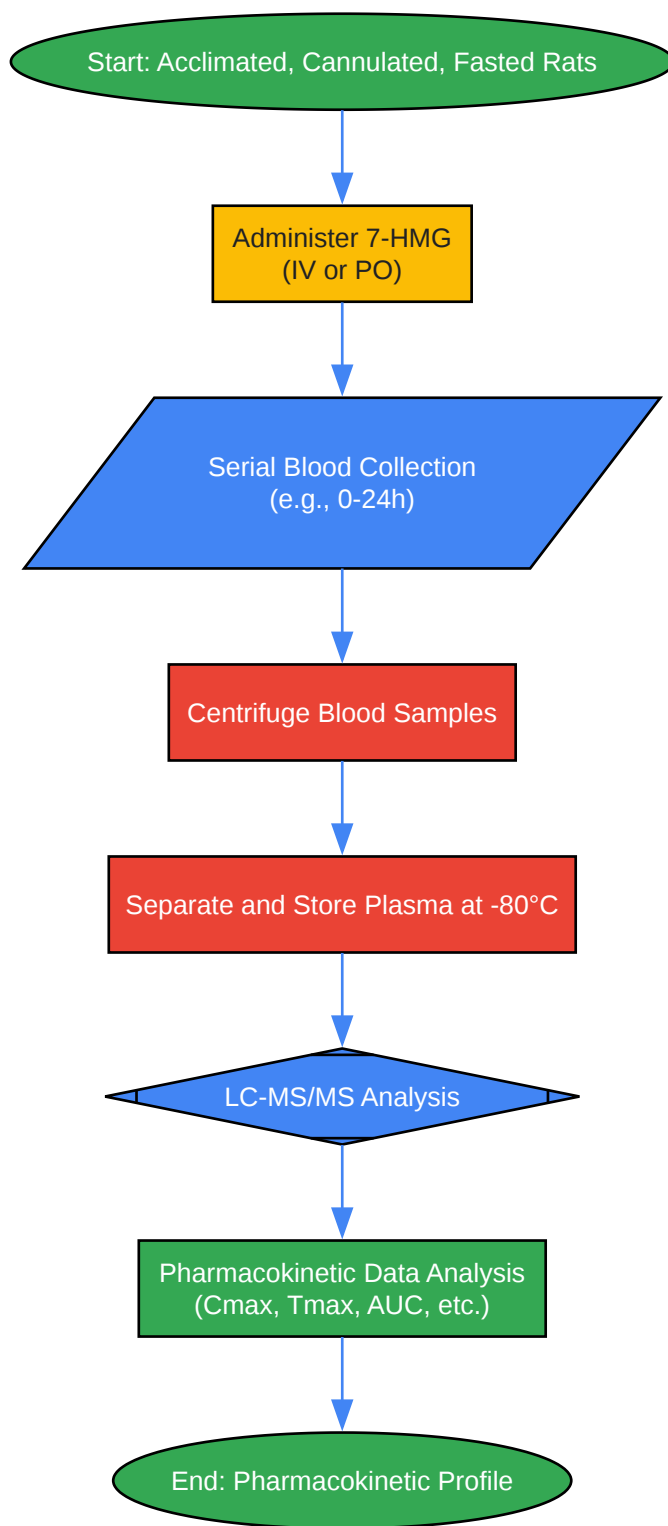 Start: Acclimated, Cannulated, Fasted Rats
Administer 7-HMG
(IV or PO)
Serial Blood Collection
(e.g., 0-24h)
Centrifuge Blood Samples
Separate and Store Plasma at -80°C
LC-MS/MS Analysis
Pharmacokinetic Data Analysis
(Cmax, Tmax, AUC, etc.)
End: Pharmacokinetic Profile